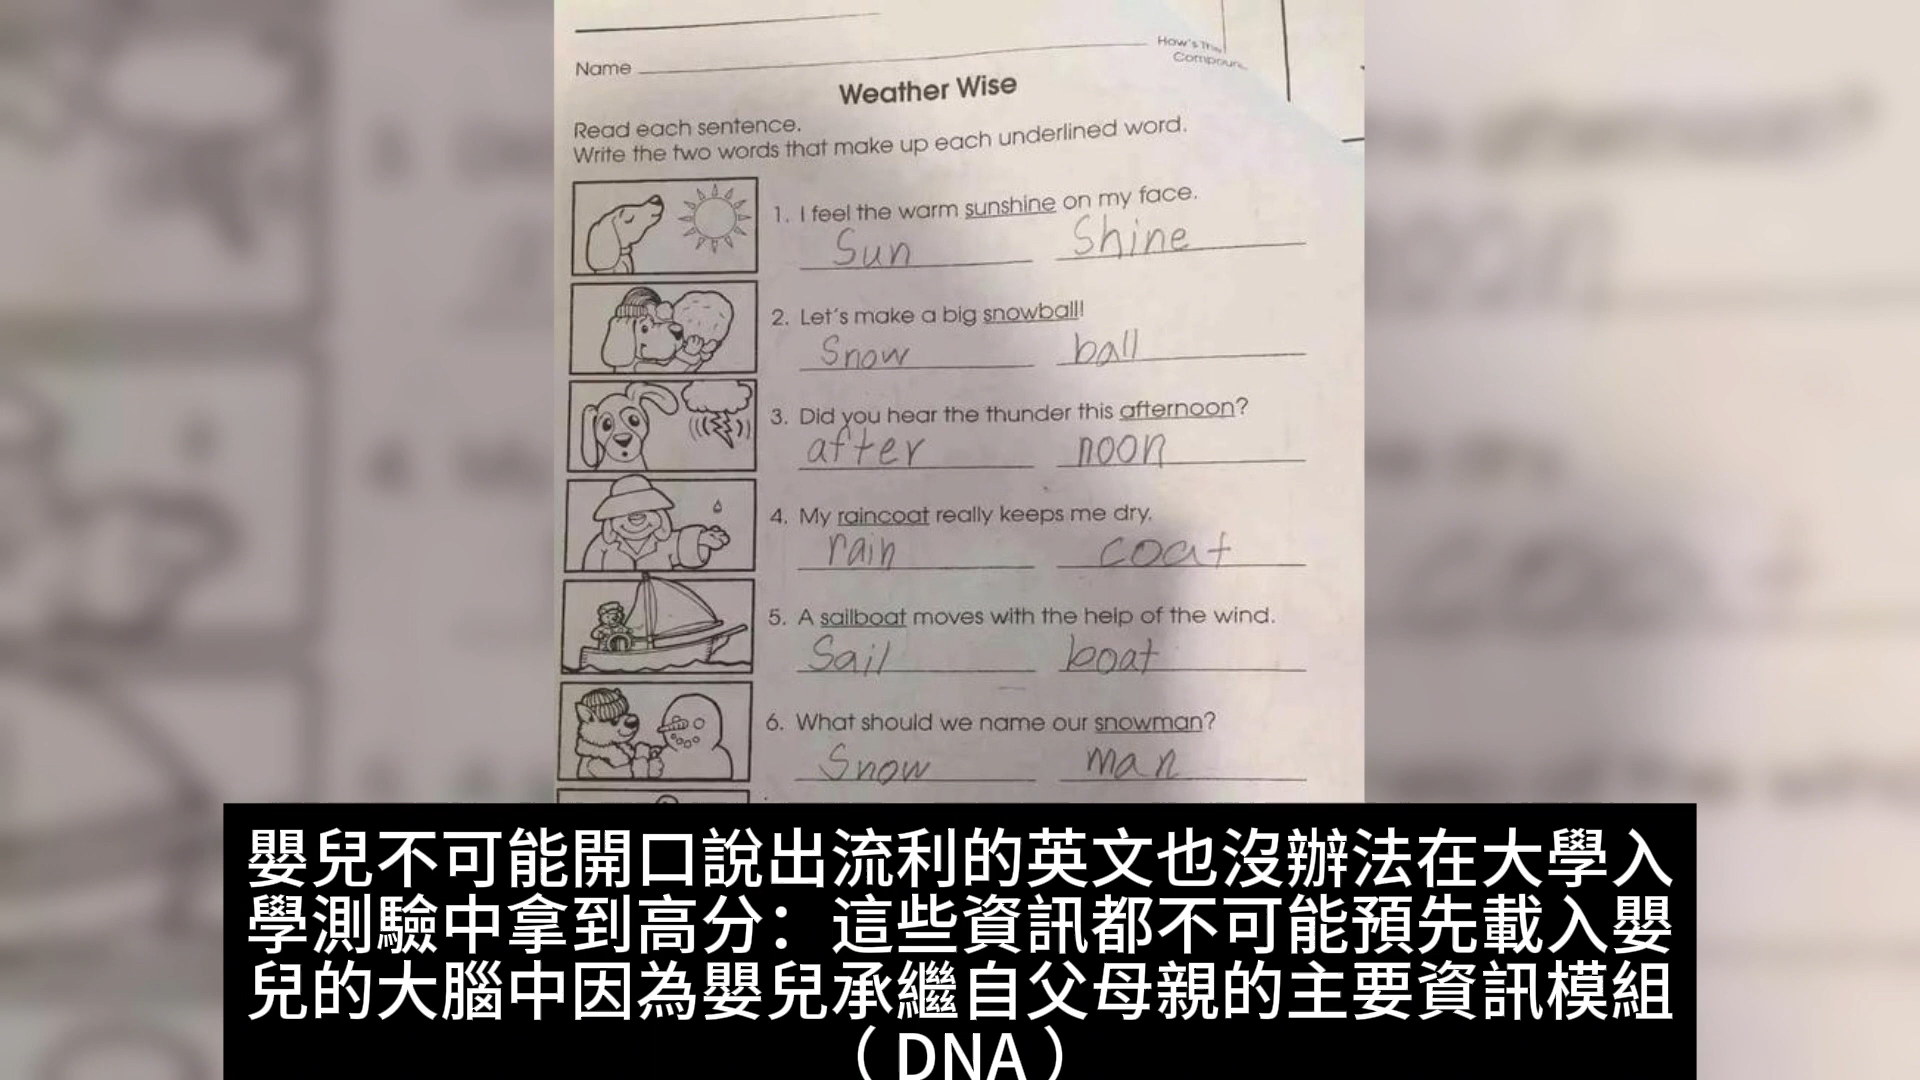 How's
Name
Weather Wise
Read each sentence.
Write the two words that make up each underlined word.
1. I feel the warm sunshine on my face.
Sun Shine
2. Let's make a big snowball!
Snow ball
3. Did you hear the thunder this afternoon?
after noon
4. My raincoat really keeps me dry.
rain coat
5. A sailboat moves with the help of the wind.
Sail boat
6. What should we name our snowman?
Snow man
嬰兒不可能開口說出流利的英文也沒辦法在大學入
學測驗中拿到高分：這些資訊都不可能預先載入嬰
兒的大腦中因為嬰兒承繼自父母親的主要資訊模組
（DNA）